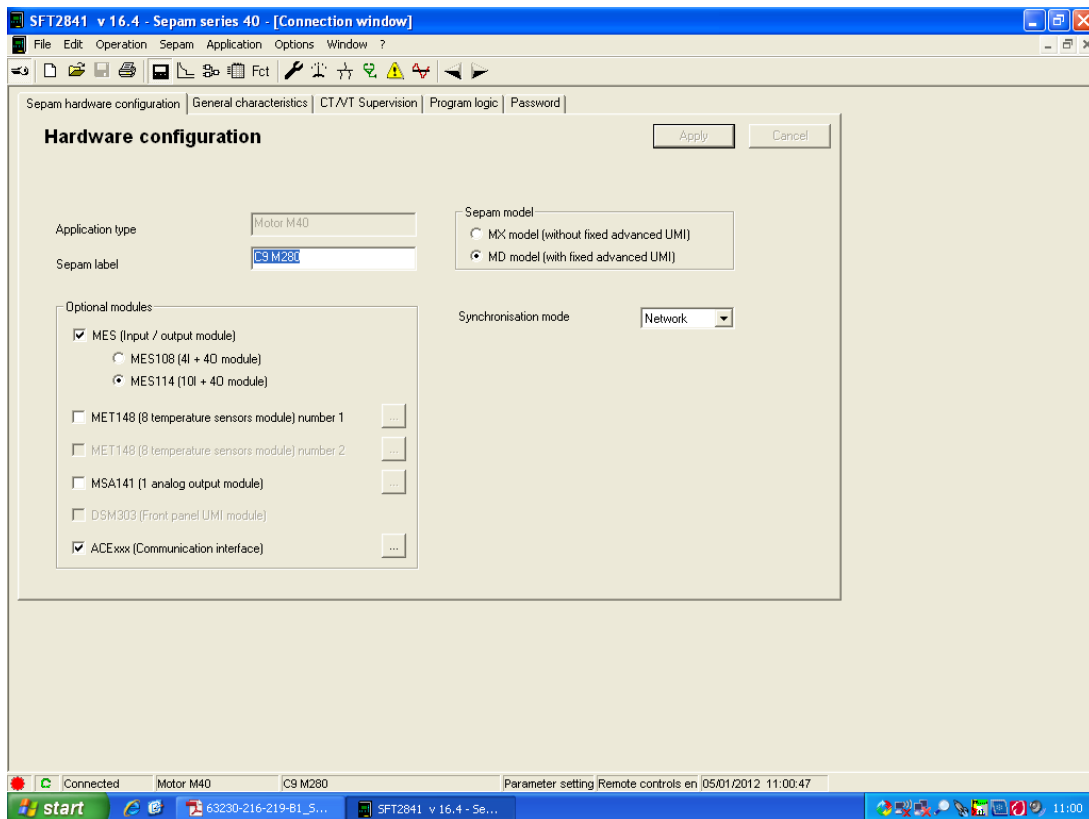 SFT2841 v 16.4 - Sepam series 40 - [Connection window]
File Edit Operation Sepam Application Options Window ?
Fct
Sepam hardware configuration General characteristics CT/VT Supervision Program logic Password
Hardware configuration
Apply Cancel
Application type Motor M40
Sepam label C9 M280
Sepam model
MX model (without fixed advanced UMI)
MD model (with fixed advanced UMI)
Optional modules
MES (Input / output module)
MES108 (4I + 4O module)
MES114 (10I + 4O module)
MET148 (8 temperature sensors module) number 1 ...
MET148 (8 temperature sensors module) number 2 ...
MSA141 (1 analog output module) ...
DSM303 (Front panel UMI module)
ACExxx (Communication interface) ...
Synchronisation mode Network
Connected Motor M40 C9 M280 Parameter setting Remote controls en 05/01/2012 11:00:47
start 63230-216-219-B1_S... SFT2841 v 16.4 - Se... 11:00